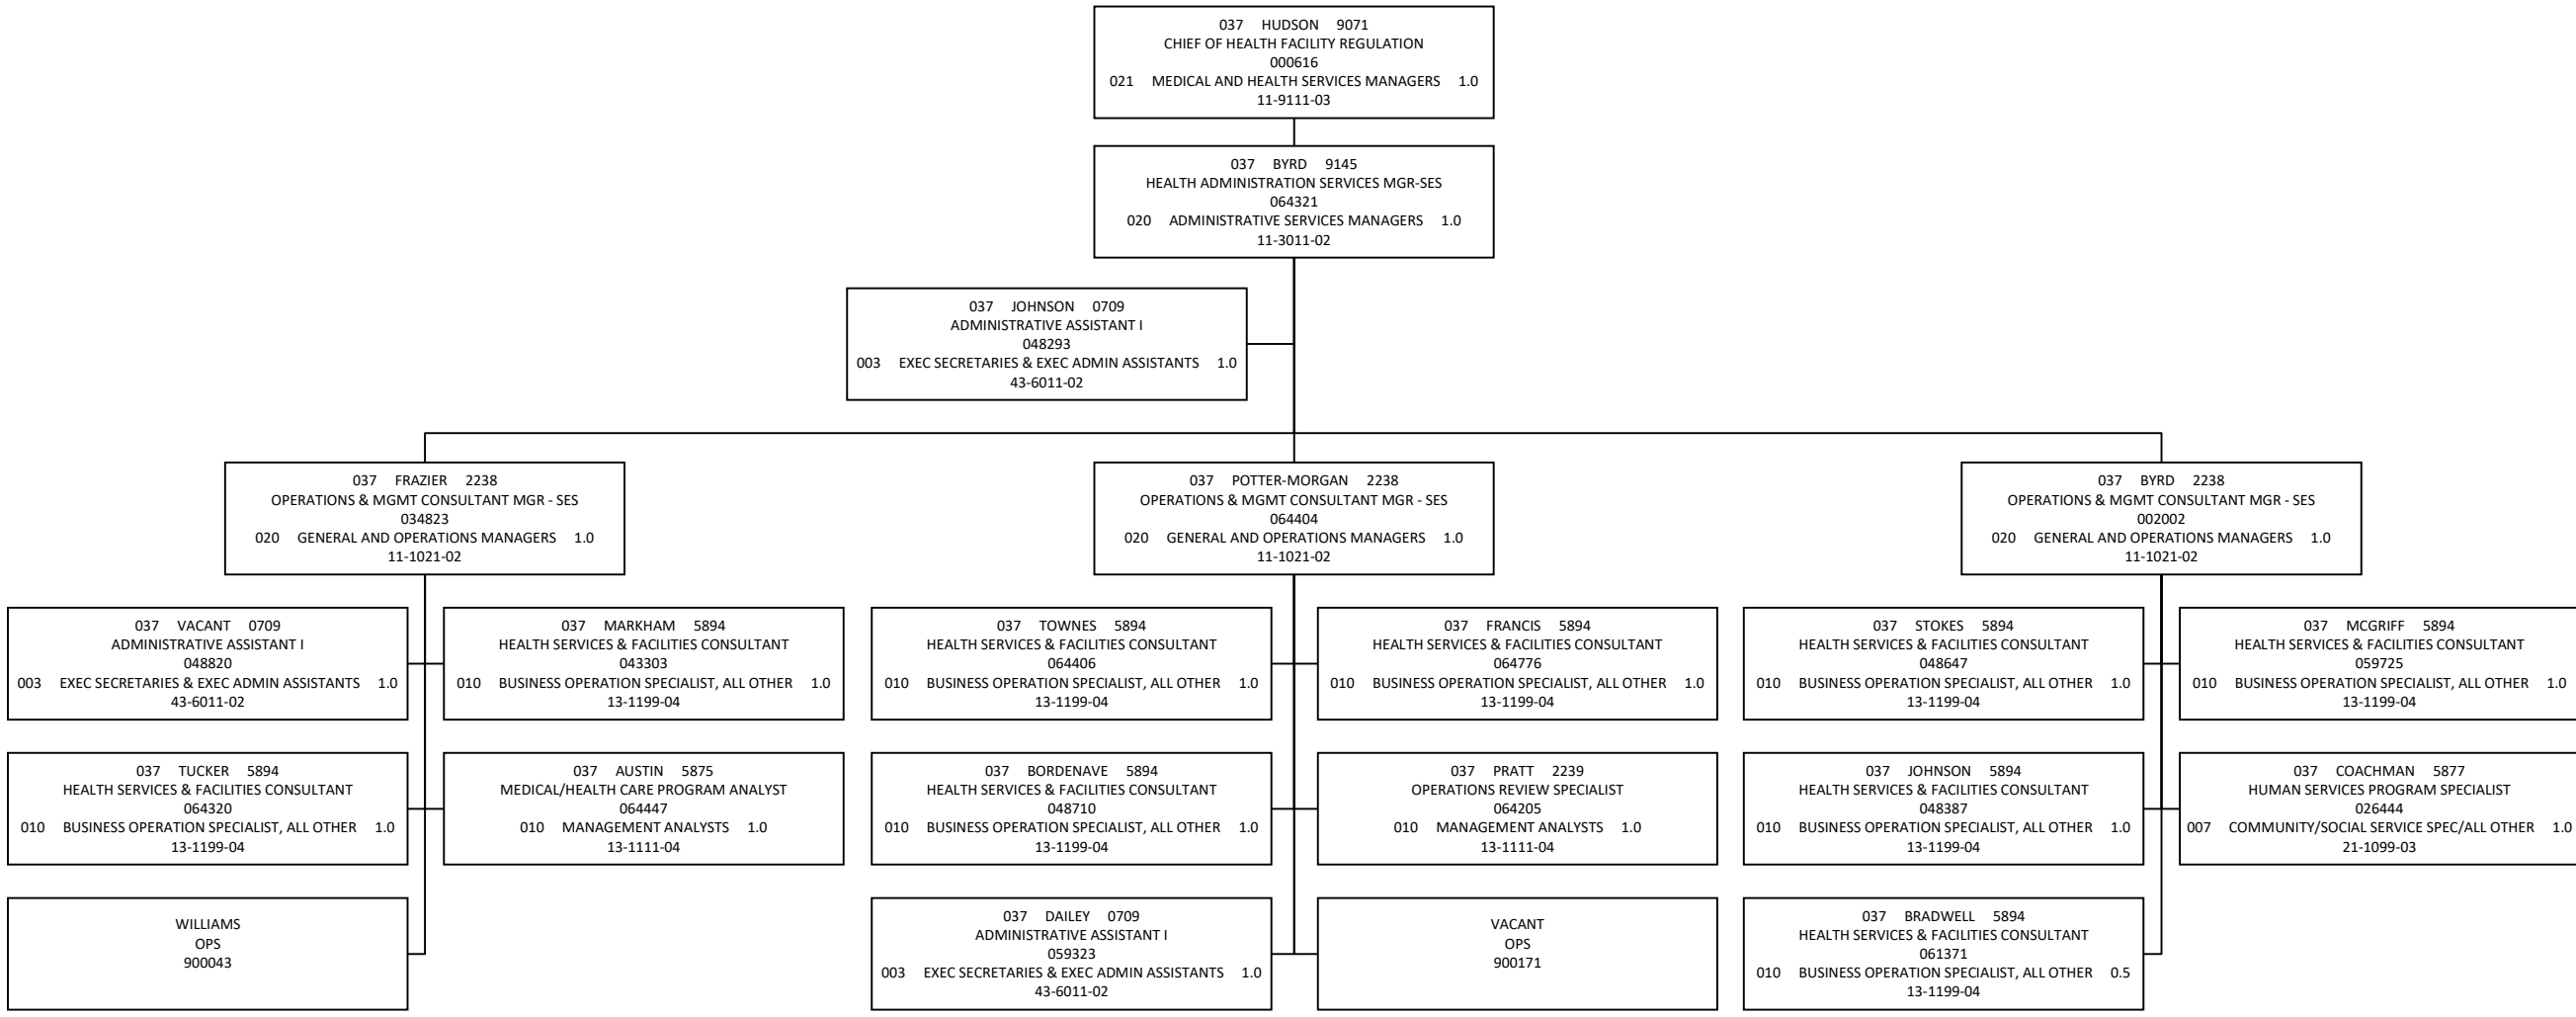 037 HUDSON 9071
CHIEF OF HEALTH FACILITY REGULATION
000616
021 MEDICAL AND HEALTH SERVICES MANAGERS 1.0
11-9111-03
037 BYRD 9145
HEALTH ADMINISTRATION SERVICES MGR-SES
064321
020 ADMINISTRATIVE SERVICES MANAGERS 1.0
11-3011-02
037 JOHNSON 0709
ADMINISTRATIVE ASSISTANT I
048293
003 EXEC SECRETARIES & EXEC ADMIN ASSISTANTS 1.0
43-6011-02
037 FRAZIER 2238
OPERATIONS & MGMT CONSULTANT MGR - SES
034823
020 GENERAL AND OPERATIONS MANAGERS 1.0
11-1021-02
037 POTTER-MORGAN 2238
OPERATIONS & MGMT CONSULTANT MGR - SES
064404
020 GENERAL AND OPERATIONS MANAGERS 1.0
11-1021-02
037 BYRD 2238
OPERATIONS & MGMT CONSULTANT MGR - SES
002002
020 GENERAL AND OPERATIONS MANAGERS 1.0
11-1021-02
037 VACANT 0709
ADMINISTRATIVE ASSISTANT I
048820
003 EXEC SECRETARIES & EXEC ADMIN ASSISTANTS 1.0
43-6011-02
037 MARKHAM 5894
HEALTH SERVICES & FACILITIES CONSULTANT
043303
010 BUSINESS OPERATION SPECIALIST, ALL OTHER 1.0
13-1199-04
037 TOWNES 5894
HEALTH SERVICES & FACILITIES CONSULTANT
064406
010 BUSINESS OPERATION SPECIALIST, ALL OTHER 1.0
13-1199-04
037 FRANCIS 5894
HEALTH SERVICES & FACILITIES CONSULTANT
064776
010 BUSINESS OPERATION SPECIALIST, ALL OTHER 1.0
13-1199-04
037 STOKES 5894
HEALTH SERVICES & FACILITIES CONSULTANT
048647
010 BUSINESS OPERATION SPECIALIST, ALL OTHER 1.0
13-1199-04
037 MCGRIFF 5894
HEALTH SERVICES & FACILITIES CONSULTANT
059725
010 BUSINESS OPERATION SPECIALIST, ALL OTHER 1.0
13-1199-04
037 TUCKER 5894
HEALTH SERVICES & FACILITIES CONSULTANT
064320
010 BUSINESS OPERATION SPECIALIST, ALL OTHER 1.0
13-1199-04
037 AUSTIN 5875
MEDICAL/HEALTH CARE PROGRAM ANALYST
064447
010 MANAGEMENT ANALYSTS 1.0
13-1111-04
037 BORDENAVE 5894
HEALTH SERVICES & FACILITIES CONSULTANT
048710
010 BUSINESS OPERATION SPECIALIST, ALL OTHER 1.0
13-1199-04
037 PRATT 2239
OPERATIONS REVIEW SPECIALIST
064205
010 MANAGEMENT ANALYSTS 1.0
13-1111-04
037 JOHNSON 5894
HEALTH SERVICES & FACILITIES CONSULTANT
048387
010 BUSINESS OPERATION SPECIALIST, ALL OTHER 1.0
13-1199-04
037 COACHMAN 5877
HUMAN SERVICES PROGRAM SPECIALIST
026444
007 COMMUNITY/SOCIAL SERVICE SPEC/ALL OTHER 1.0
21-1099-03
WILLIAMS
OPS
900043
037 DAILEY 0709
ADMINISTRATIVE ASSISTANT I
059323
003 EXEC SECRETARIES & EXEC ADMIN ASSISTANTS 1.0
43-6011-02
VACANT
OPS
900171
037 BRADWELL 5894
HEALTH SERVICES & FACILITIES CONSULTANT
061371
010 BUSINESS OPERATION SPECIALIST, ALL OTHER 0.5
13-1199-04